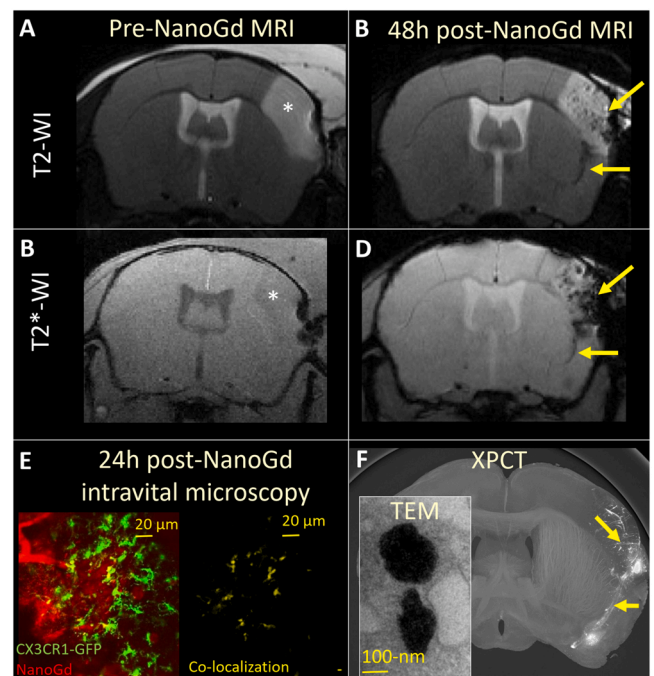 A
Pre-NanoGd MRI
B
48h post-NanoGd MRI
T2-WI
*
B
D
T2*-WI
*
E
24h post-NanoGd
intravital microscopy
20 µm
20 µm
CX3CR1-GFP
NanoGd
Co-localization
F
XPCT
TEM
100-nm